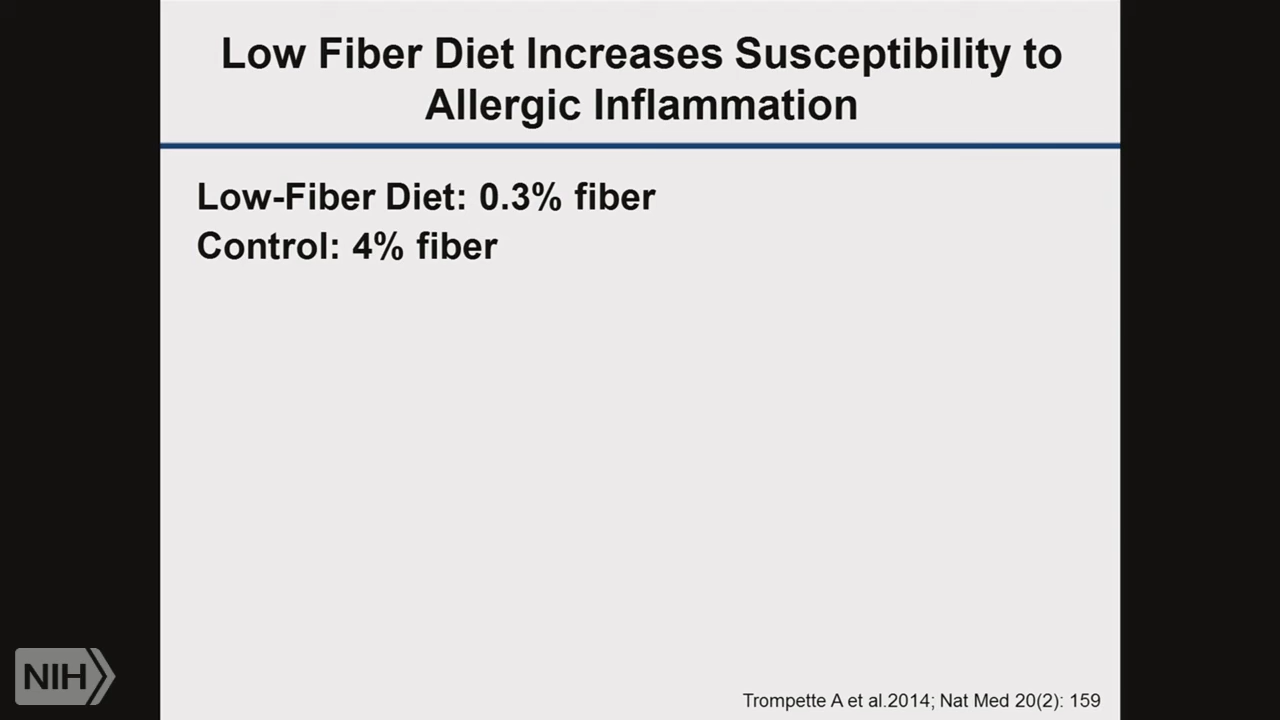 Low Fiber Diet Increases Susceptibility to
Allergic Inflammation
Low-Fiber Diet: 0.3% fiber
Control: 4% fiber
NIH
Trompette A et al.2014; Nat Med 20(2): 159